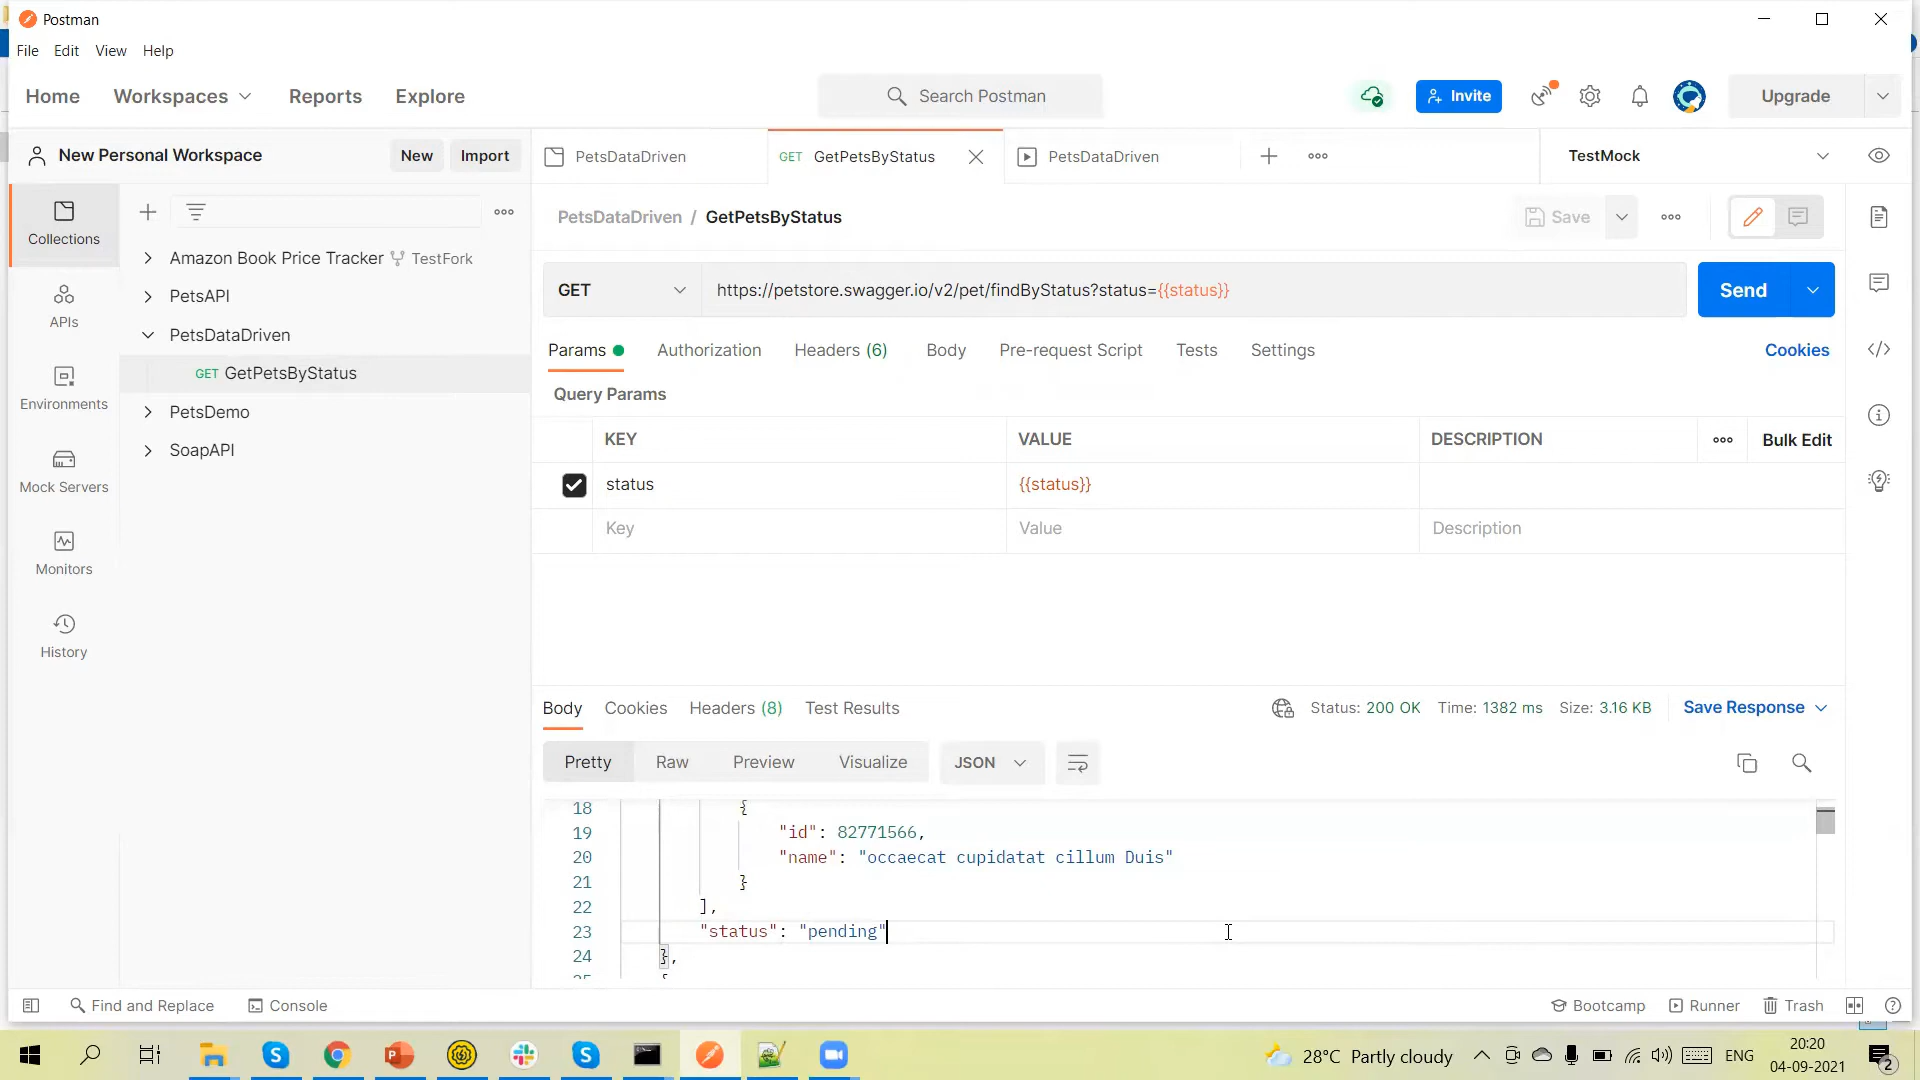 Postman
File Edit View Help
Home Workspaces Reports Explore
Search Postman
Invite
Upgrade
New Personal Workspace
New Import
PetsDataDriven
GET GetPetsByStatus
PetsDataDriven
TestMock
Collections
APIs
Environments
Mock Servers
Monitors
History
Amazon Book Price Tracker TestFork
PetsAPI
PetsDataDriven
GET GetPetsByStatus
PetsDemo
SoapAPI
PetsDataDriven / GetPetsByStatus
Save
GET https://petstore.swagger.io/v2/pet/findByStatus?status={{status}}
Send
Params Authorization Headers (6) Body Pre-request Script Tests Settings Cookies
Query Params
KEY VALUE DESCRIPTION Bulk Edit
status {{status}}
Key Value Description
Body Cookies Headers (8) Test Results
Status: 200 OK Time: 1382 ms Size: 3.16 KB Save Response
Pretty Raw Preview Visualize JSON
18 {
19 "id": 82771566,
20 "name": "occaecat cupidatat cillum Duis"
21 }
22 ],
23 "status": "pending"
24 },
Find and Replace Console
Bootcamp Runner Trash
28°C Partly cloudy
ENG
20:20
04-09-2021
2